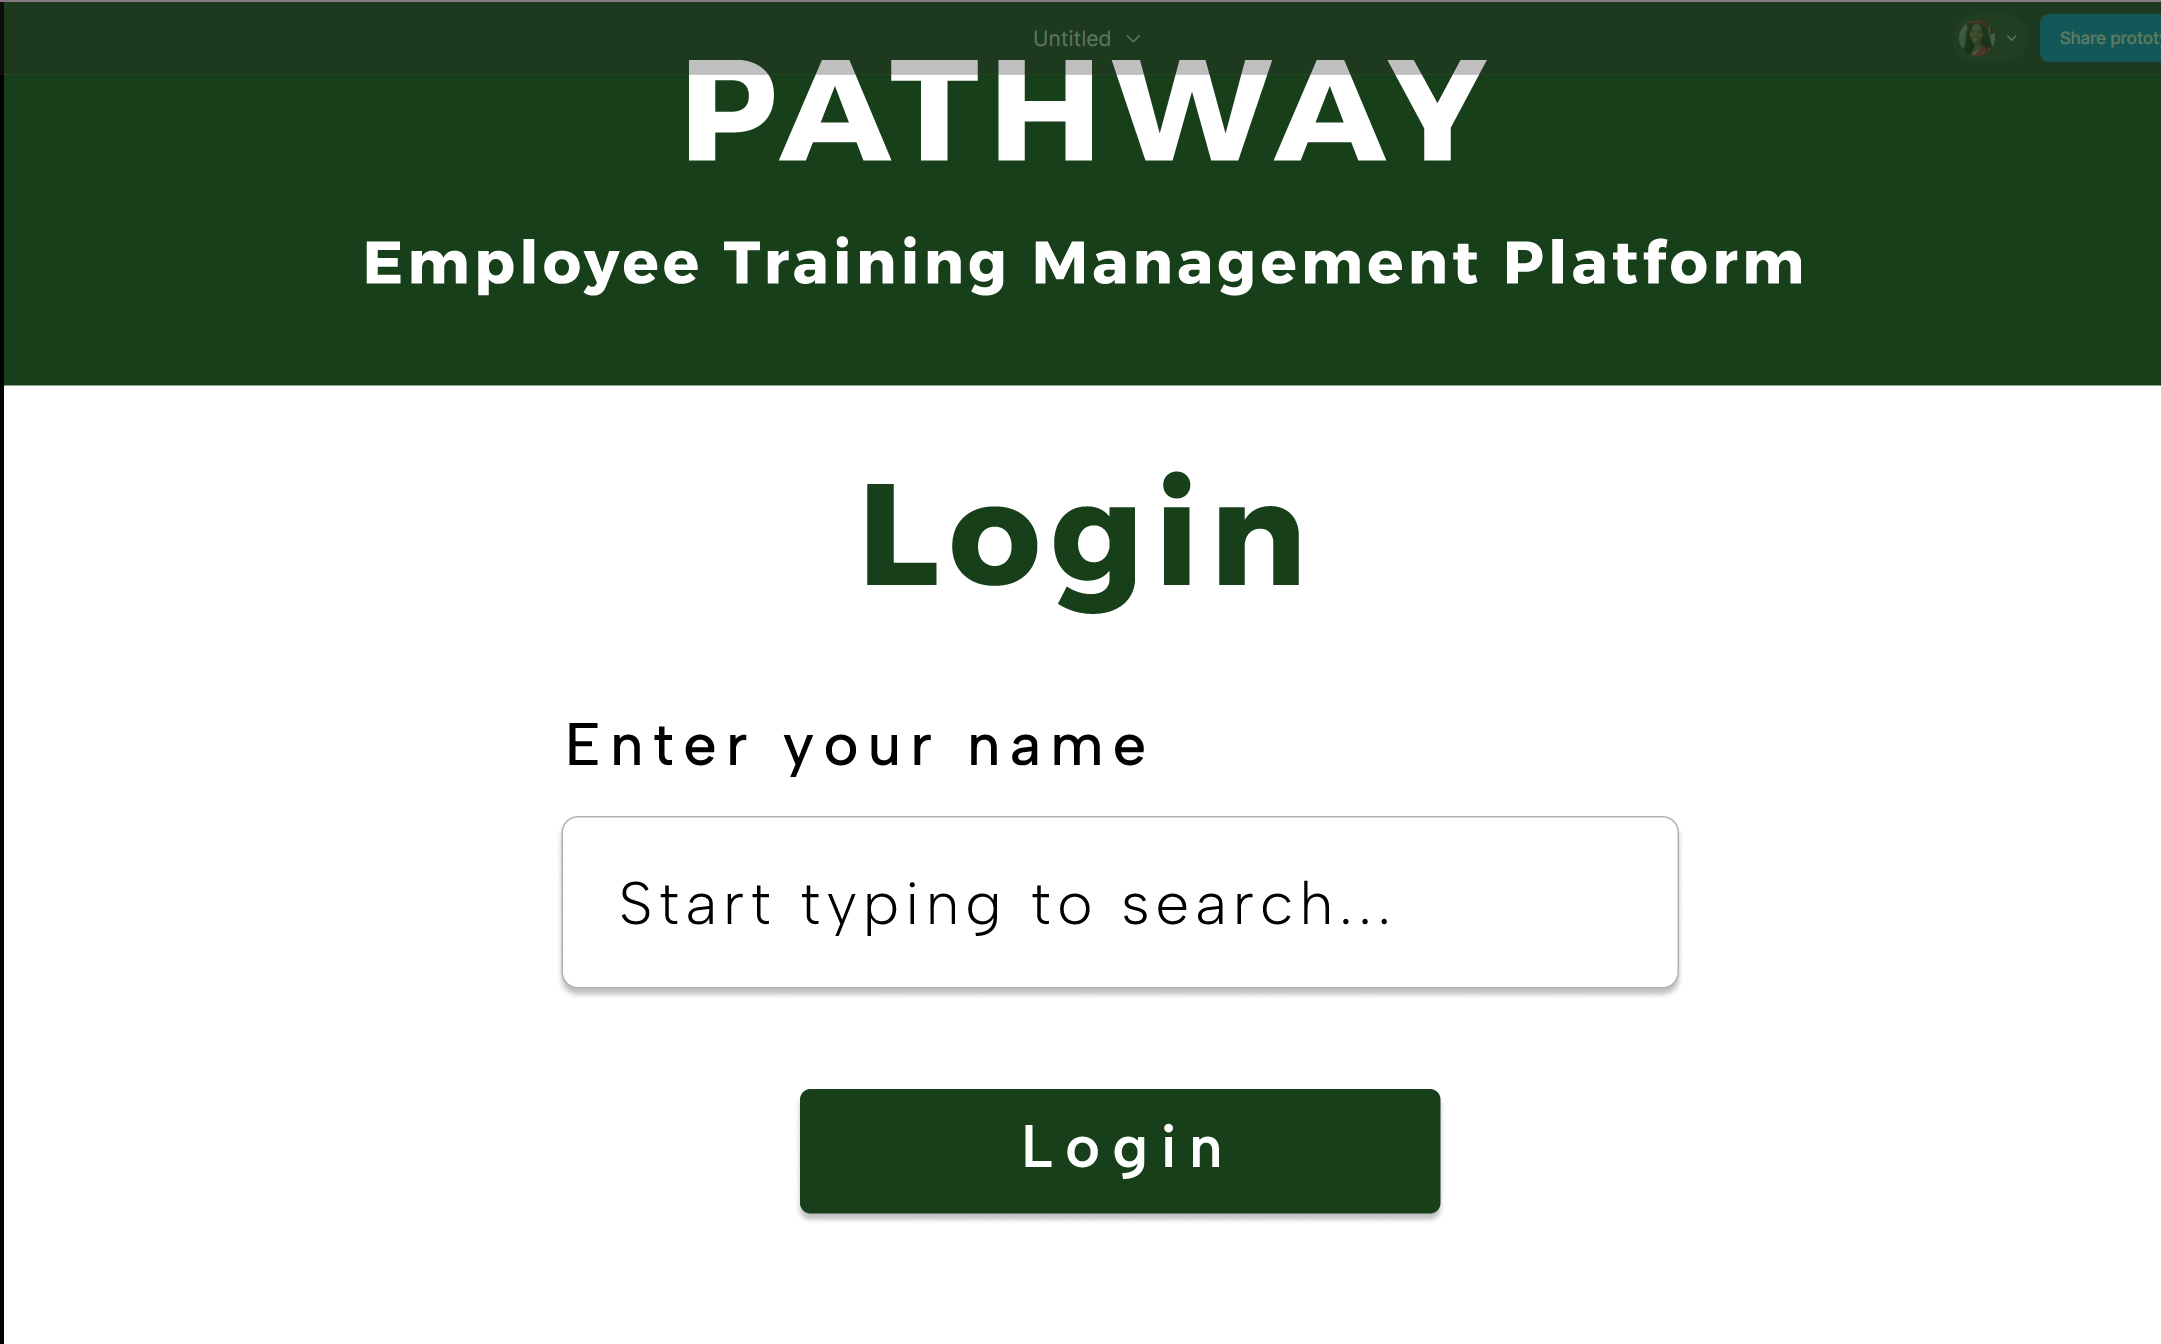 Untitled
Share protot
PATHWAY
Employee Training Management Platform
Login
Enter your name
Start typing to search...
Login